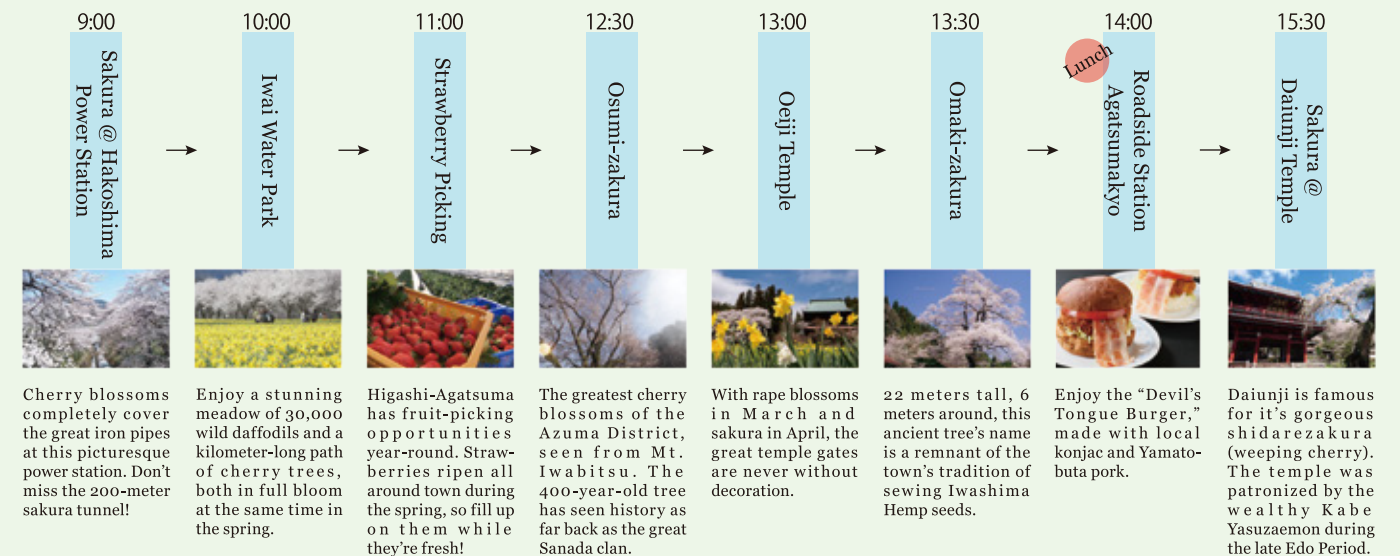 9:00
Sakura @ Hakoshima
Power Station
Cherry blossoms
completely cover
the great iron pipes
at this picturesque
power station. Don't
miss the 200-meter
sakura tunnel!
10:00
Iwai Water Park
Enjoy a stunning
meadow of 30,000
wild daffodils and a
kilometer-long path
of cherry trees,
both in full bloom
at the same time in
the spring.
11:00
Strawberry Picking
Higashi-Agatsuma
has fruit-picking
opportunities
year-round. Straw-
berries ripen all
around town during
the spring, so fill up
on them while
they're fresh!
12:30
Osumi-zakura
The greatest cherry
blossoms of the
Azuma District,
seen from Mt.
Iwabitsu. The
400-year-old tree
has seen history as
far back as the great
Sanada clan.
13:00
Oeiji Temple
With rape blossoms
in March and
sakura in April, the
great temple gates
are never without
decoration.
13:30
Omaki-zakura
22 meters tall, 6
meters around, this
ancient tree's name
is a remnant of the
town's tradition of
sewing Iwashima
Hemp seeds.
14:00
Lunch
Roadside Station
Agatsumakyo
Enjoy the “Devil's
Tongue Burger,”
made with local
konjac and Yamato-
buta pork.
15:30
Sakura @
Daiunji Temple
Daiunji is famous
for it's gorgeous
shidarezakura
(weeping cherry).
The temple was
patronized by the
wealthy Kabe
Yasuzaemon during
the late Edo Period.